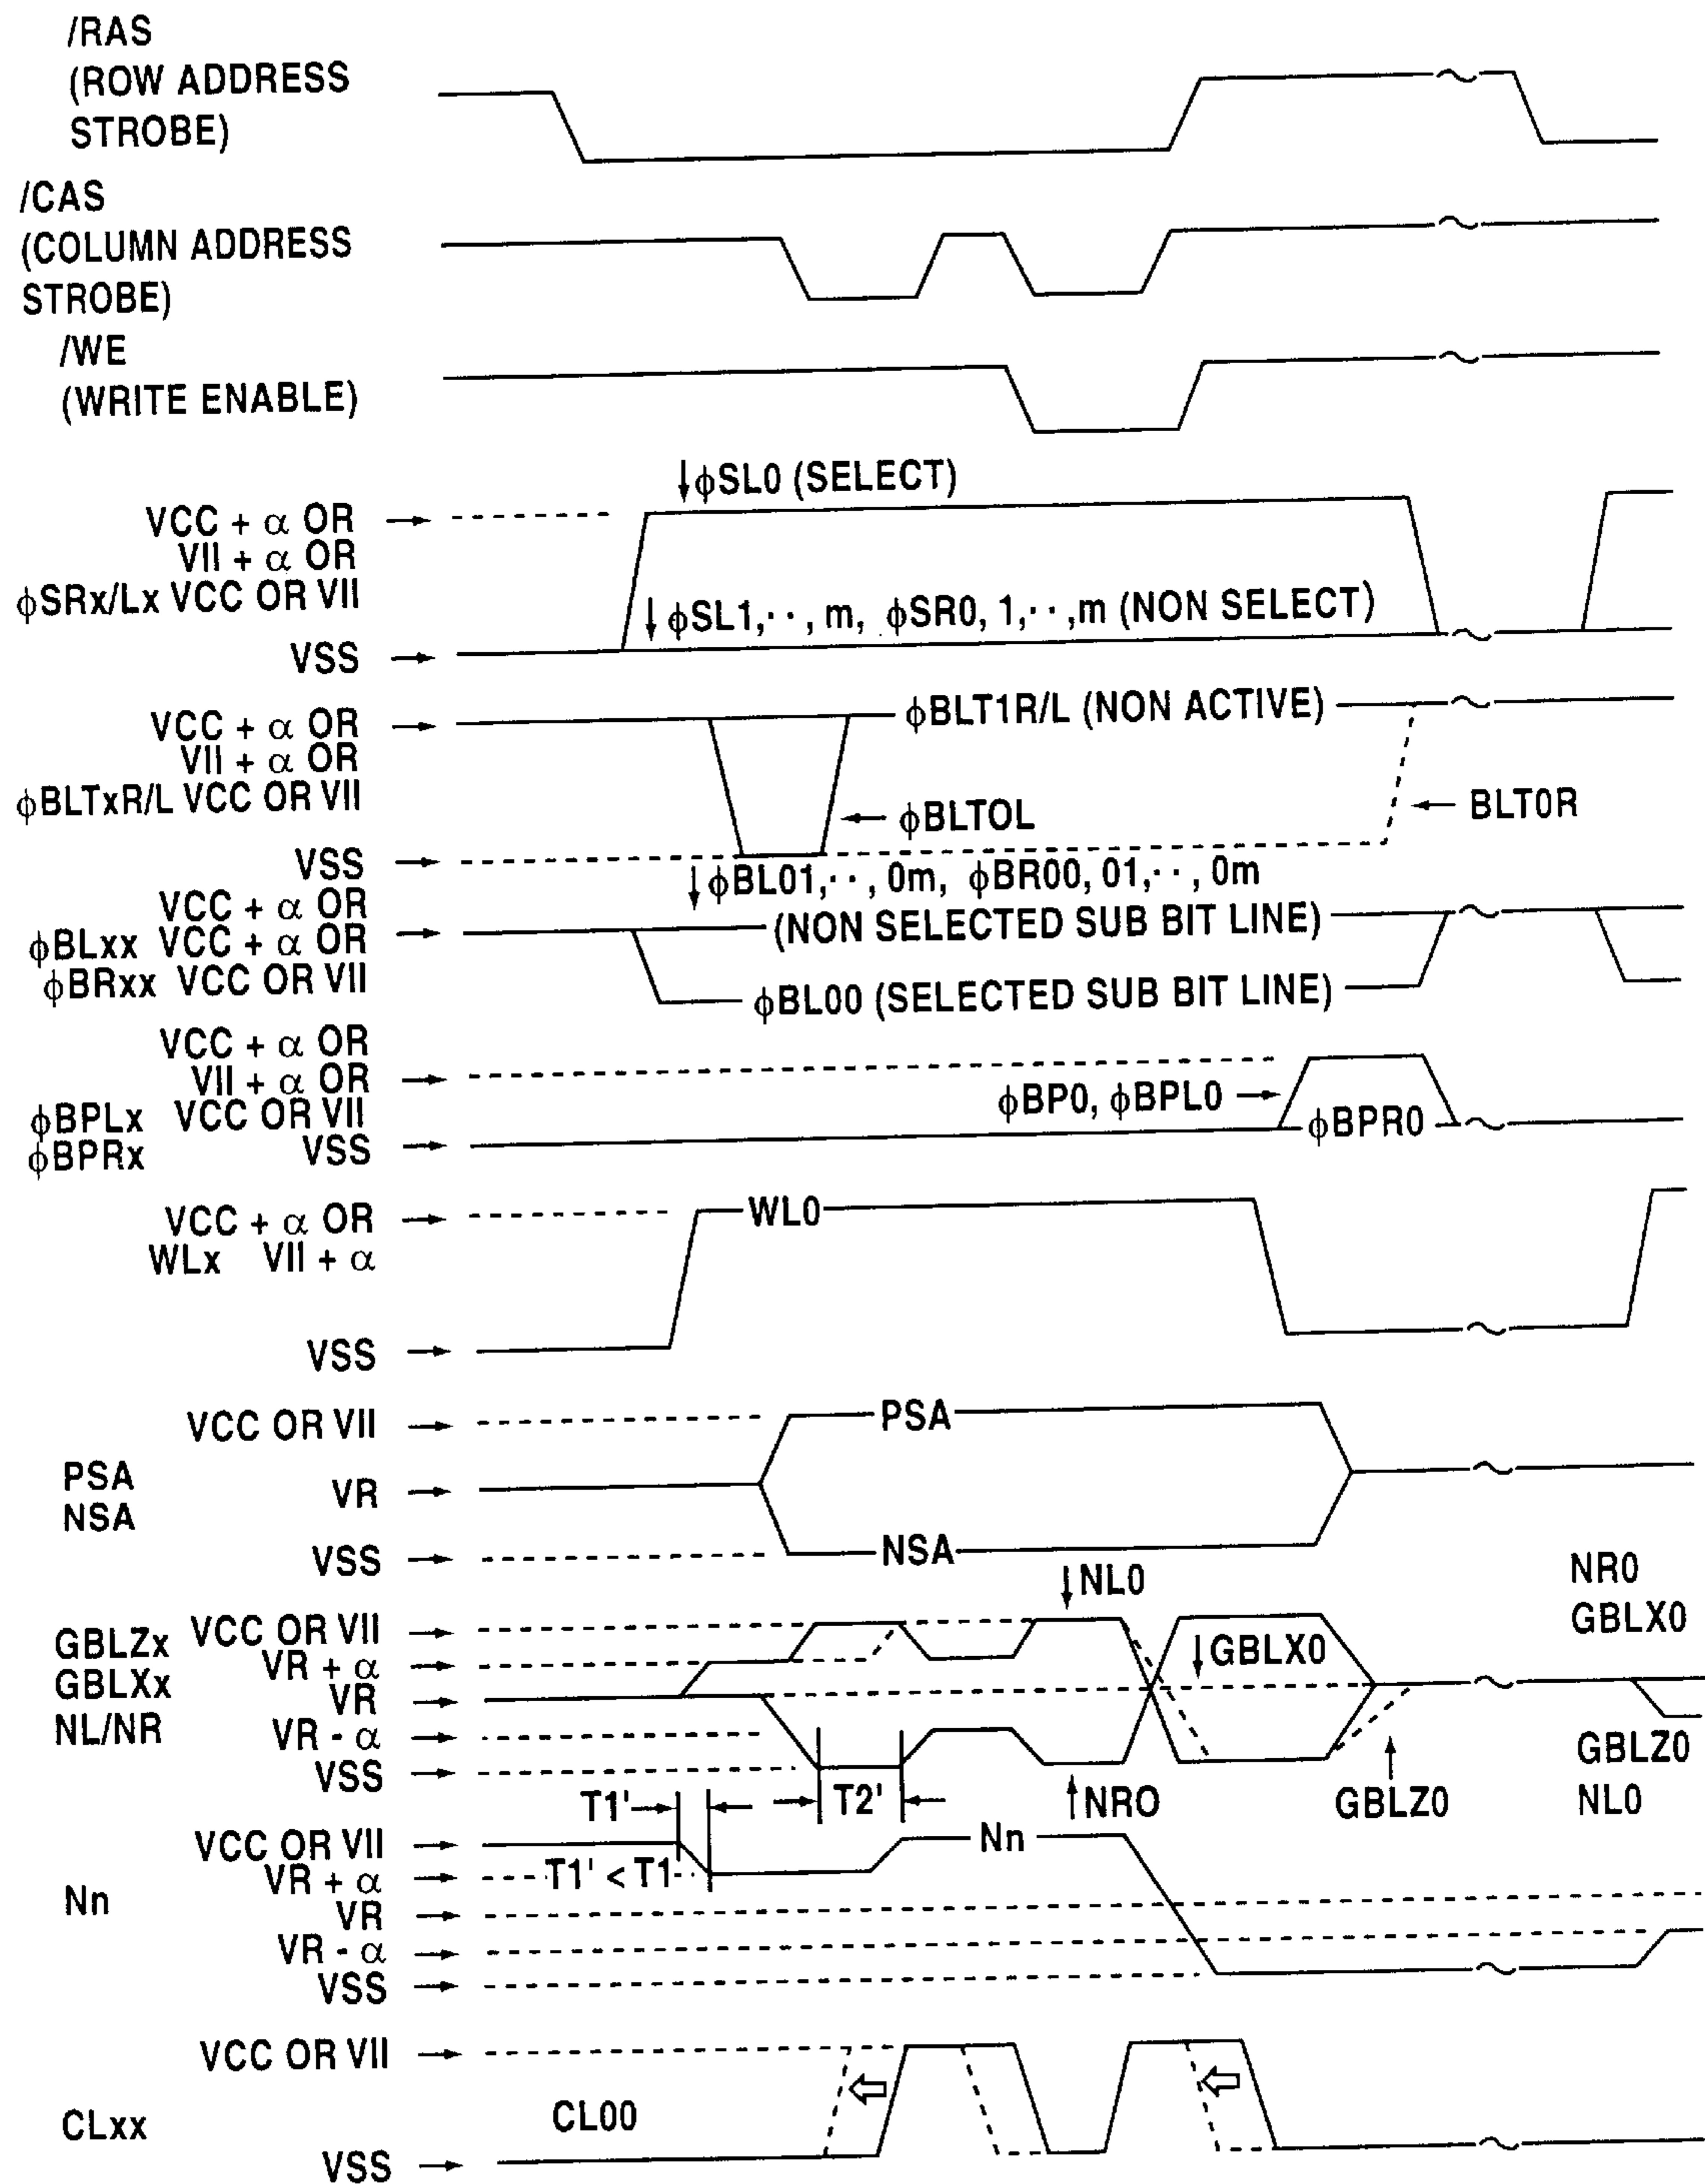 /RAS
(ROW ADDRESS
STROBE)
/CAS
(COLUMN ADDRESS
STROBE)
/WE
(WRITE ENABLE)
↓ϕSL0 (SELECT)
VCC + α OR
VII + α OR
ϕSRx/Lx VCC OR VII
↓ϕSL1,··, m, ϕSR0, 1,··,m (NON SELECT)
VSS
VCC + α OR
VII + α OR
ϕBLTxR/L VCC OR VII
ϕBLT1R/L (NON ACTIVE)
ϕBLTOL
BLT0R
VSS
↓ϕBL01,··, 0m, ϕBR00, 01,··, 0m
VCC + α OR
ϕBLxx VCC + α OR
(NON SELECTED SUB BIT LINE)
ϕBRxx VCC OR VII
ϕBL00 (SELECTED SUB BIT LINE)
VCC + α OR
VII + α OR
ϕBPLx VCC OR VII
ϕBP0, ϕBPL0
ϕBPRx VSS
ϕBPR0
VCC + α OR
WL0
WLx VII + α
VSS
VCC OR VII
PSA
PSA
NSA
VR
VSS
NSA
↓NL0
NR0
GBLX0
GBLZx VCC OR VII
VR + α
↓GBLX0
GBLXx
VR
NL/NR VR - α
VSS
GBLZ0
NL0
T1'
T2'
↑NRO
GBLZ0
VCC OR VII
Nn
VR + α
T1' < T1
Nn
VR
VR - α
VSS
VCC OR VII
CLxx
CL00
VSS